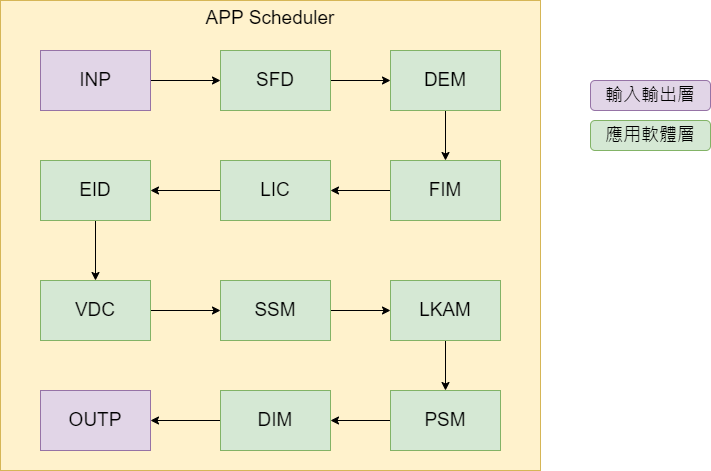 APP Scheduler
INP
SFD
DEM
EID
LIC
FIM
VDC
SSM
LKAM
OUTP
DIM
PSM
輸入輸出層
應用軟體層